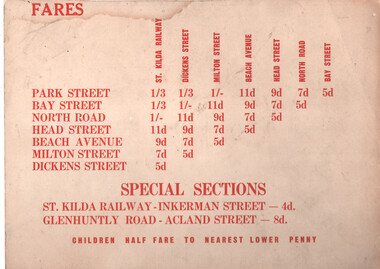 FARES
ST. KILDA RAILWAY
DICKENS STREET
MILTON STREET
BEACH AVENUE
HEAD STREET
NORTH ROAD
BAY STREET
PARK STREET 1/3 1/3 1/- 11d 9d 7d 5d
BAY STREET 1/3 1/- 11d 9d 7d 5d
NORTH ROAD 1/- 11d 9d 7d 5d
HEAD STREET 11d 9d 7d 5d
BEACH AVENUE 9d 7d 5d
MILTON STREET 7d 5d
DICKENS STREET 5d
SPECIAL SECTIONS
ST. KILDA RAILWAY - INKERMAN STREET — 4d.
GLENHUNTLY ROAD - ACLAND STREET — 8d.
CHILDREN HALF FARE TO NEAREST LOWER PENNY